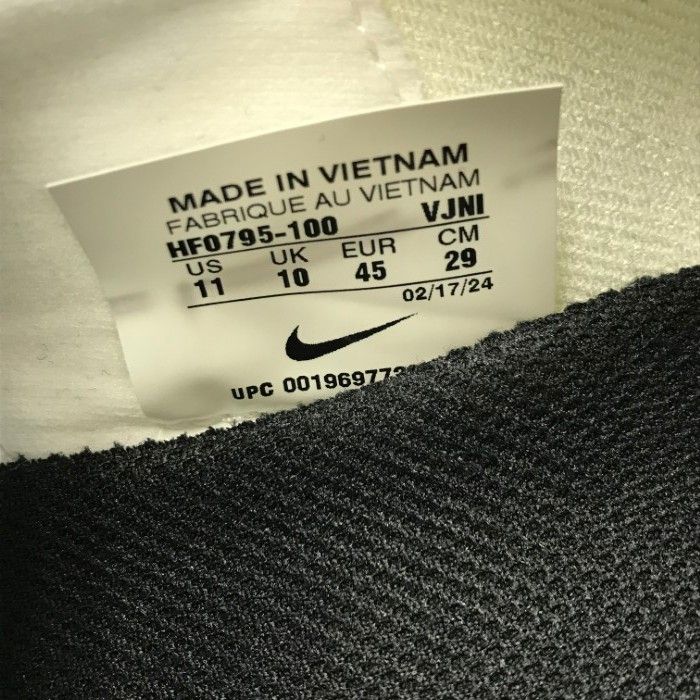 MADE IN VIETNAM
FABRIQUE AU VIETNAM
HF0795-100 VJNI
US UK EUR CM
11 10 45 29
02/17/24
UPC 001969773